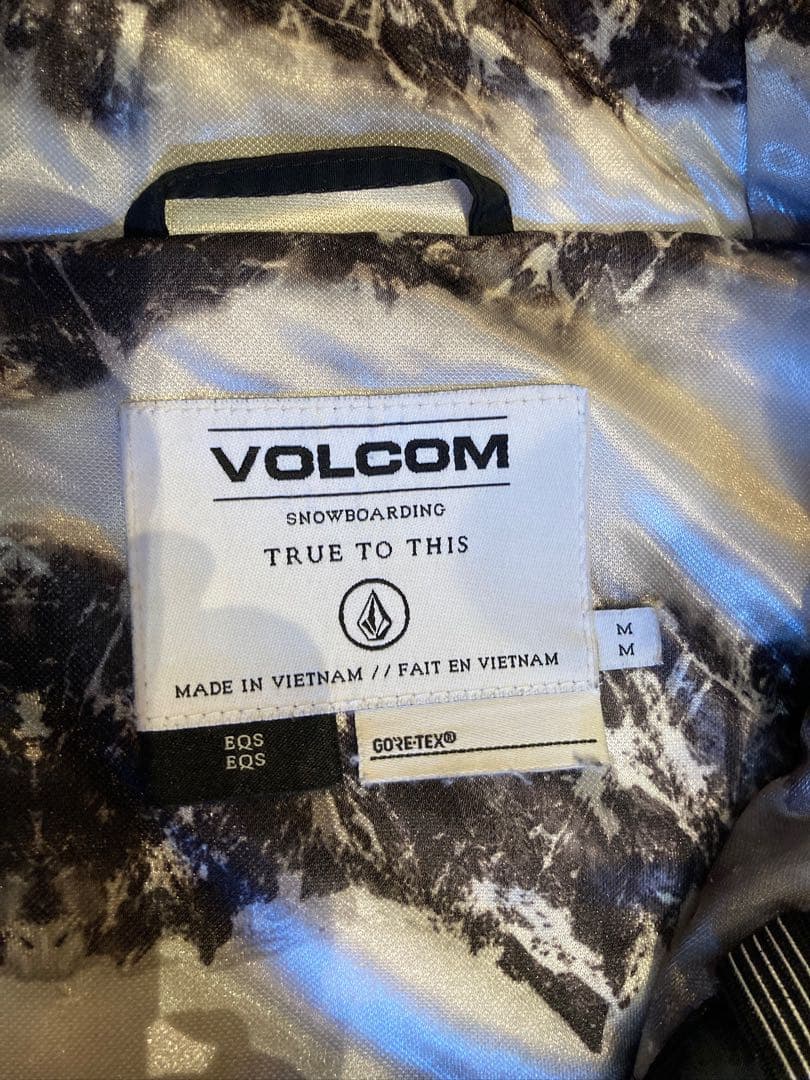 VOLCOM
SNOWBOARDING
TRUE TO THIS
MADE IN VIETNAM // FAIT EN VIETNAM
M
M
EQS
EQS
GORE-TEX®